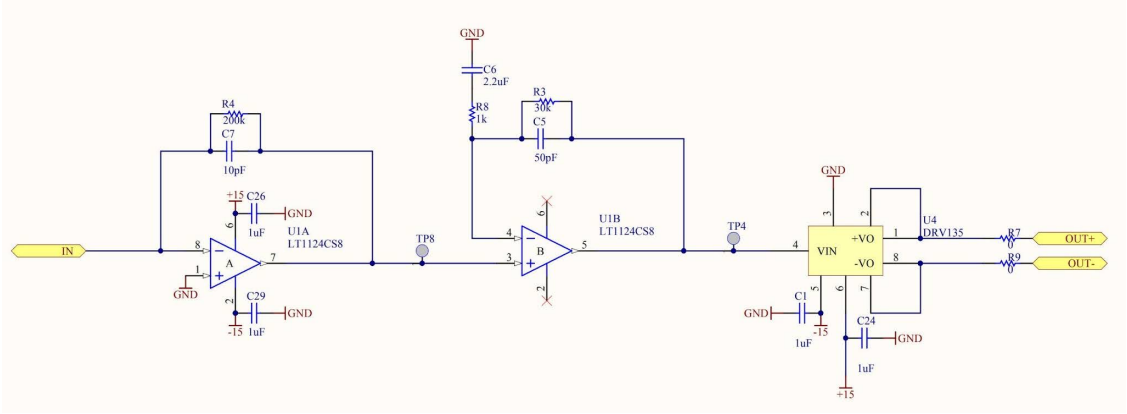 GND
C6
2.2uF
R8
1k
R3
30k
C5
50pF
R4
200k
C7
10pF
+15
C26
GND
1uF
6
U1A
LT1124CS8
IN
8
1
A
7
GND
2
C29
GND
1uF
-15
TP8
6
U1B
LT1124CS8
4
3
B
5
2
TP4
GND
3
2
U4
DRV135
4
VIN
+VO
-VO
1
8
5
6
7
R7
0
OUT+
R9
0
OUT-
GND
C1
1uF
-15
C24
GND
1uF
+15